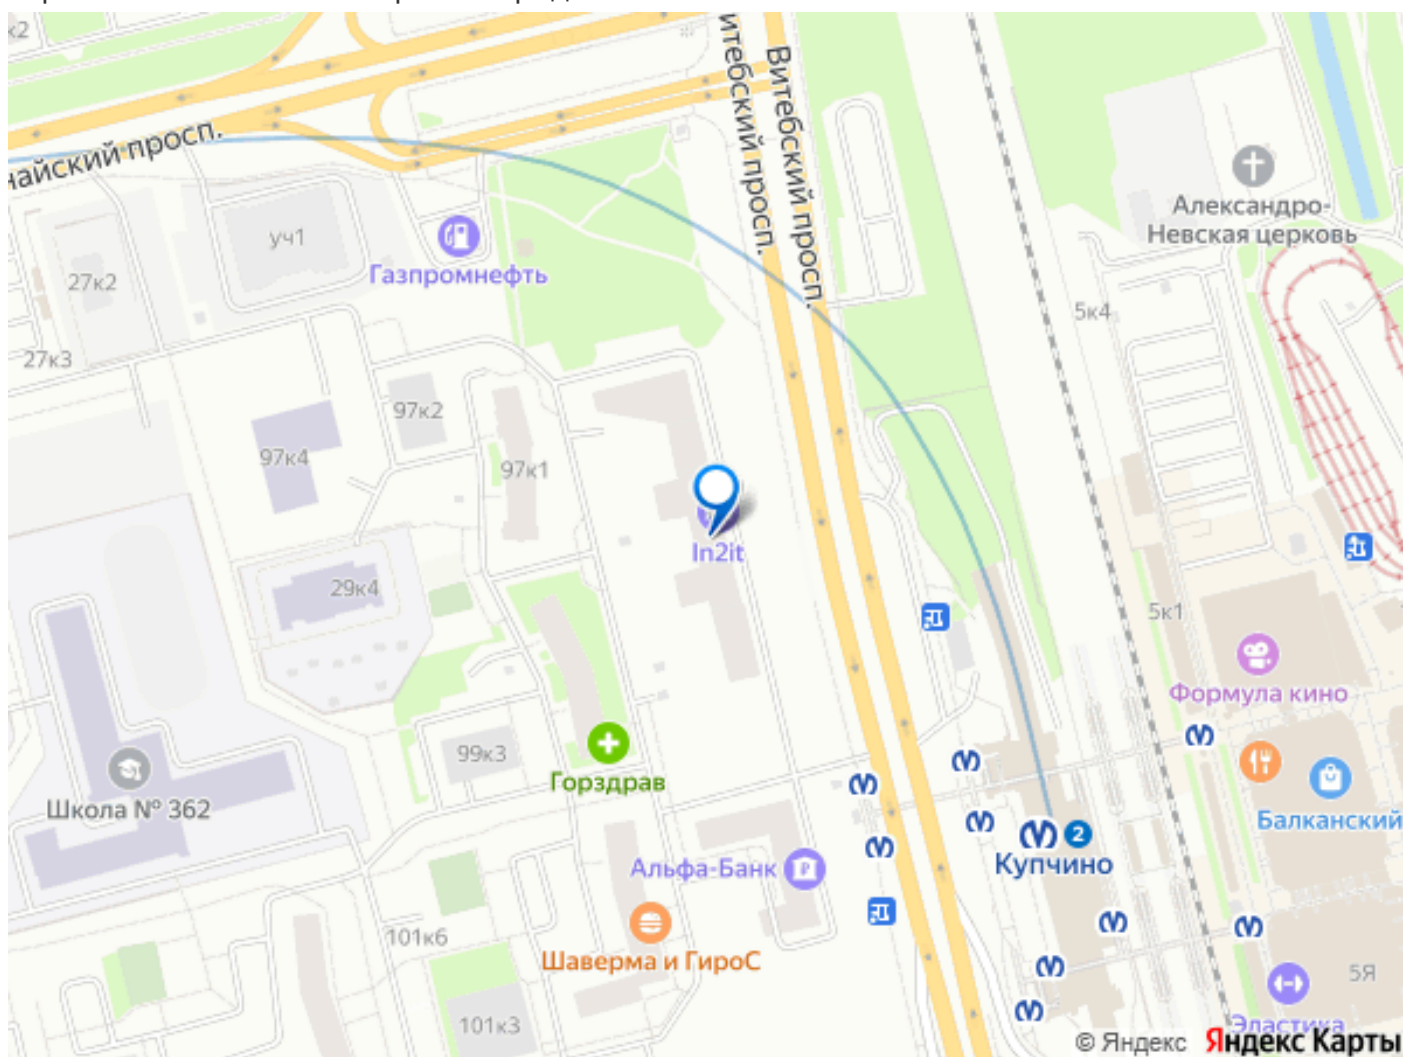 к2
итебский просп.
Витебский просп.
найский просп.
уч1
27к2
27к3
Газпромнефть
Александро-
Невская церковь
5к4
97к2
97к4
97к1
In2it
29к4
5к1
Формула кино
99к3
Горздрав
Школа № 362
Балканский
2
Купчино
Альфа-Банк
101к6
Шаверма и ГироС
101к3
5Я
Эластика
© Яндекс Яндекс Карты